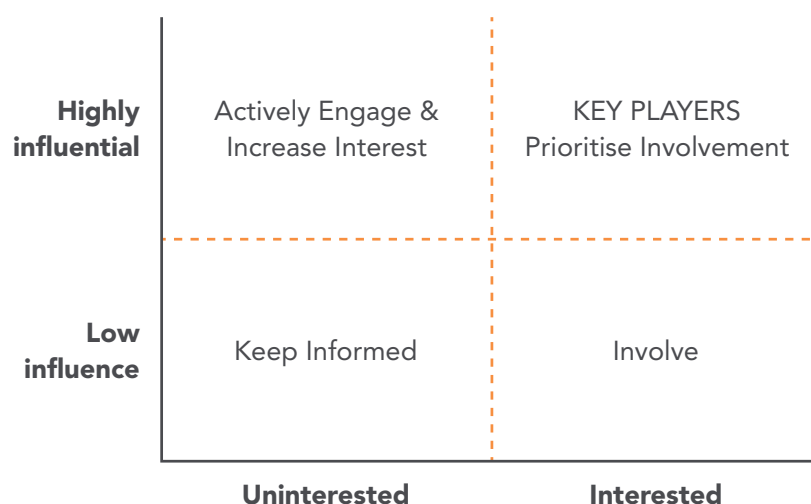 Highly
influential
Actively Engage &
Increase Interest
KEY PLAYERS
Prioritise Involvement
Low
influence
Keep Informed
Involve
Uninterested
Interested